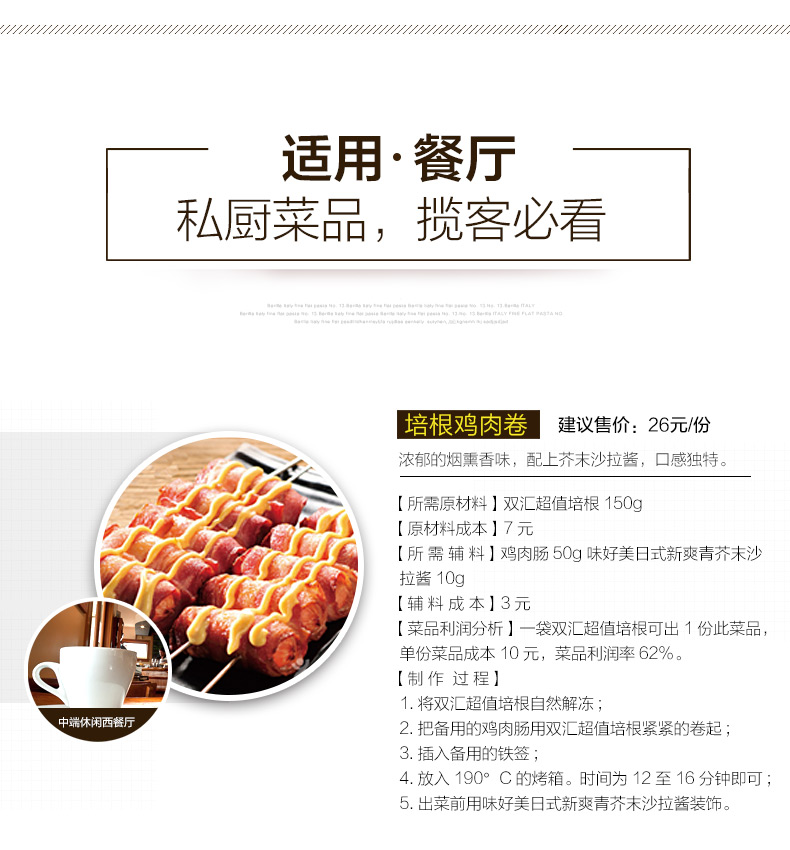 适用·餐厅
私厨菜品，揽客必看
培根鸡肉卷 建议售价：26元/份
浓郁的烟熏香味，配上芥末沙拉酱，口感独特。
【所需原材料】双汇超值培根 150g
【原材料成本】7 元
【所 需 辅 料】鸡肉肠 50g 味好美日式新爽青芥末沙
拉酱 10g
【辅 料 成 本】3 元
【菜品利润分析】一袋双汇超值培根可出 1 份此菜品，
单份菜品成本 10 元，菜品利润率 62%。
【制 作 过 程】
1. 将双汇超值培根自然解冻；
2. 把备用的鸡肉肠用双汇超值培根紧紧的卷起；
3. 插入备用的铁签；
4. 放入 190° C 的烤箱。时间为 12 至 16 分钟即可；
5. 出菜前用味好美日式新爽青芥末沙拉酱装饰。
中端休闲西餐厅